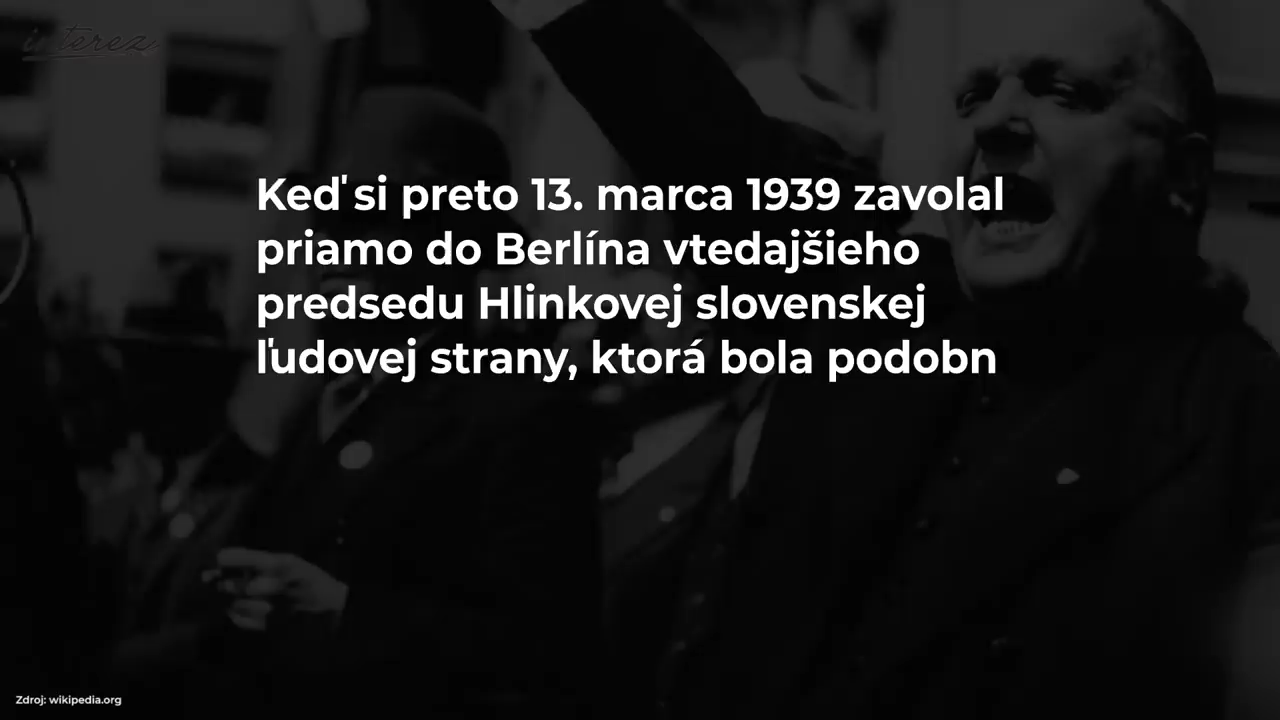 interez
Keď si preto 13. marca 1939 zavolal
priamo do Berlína vtedajšieho
predsedu Hlinkovej slovenskej
ľudovej strany, ktorá bola podobn
Zdroj: wikipedia.org